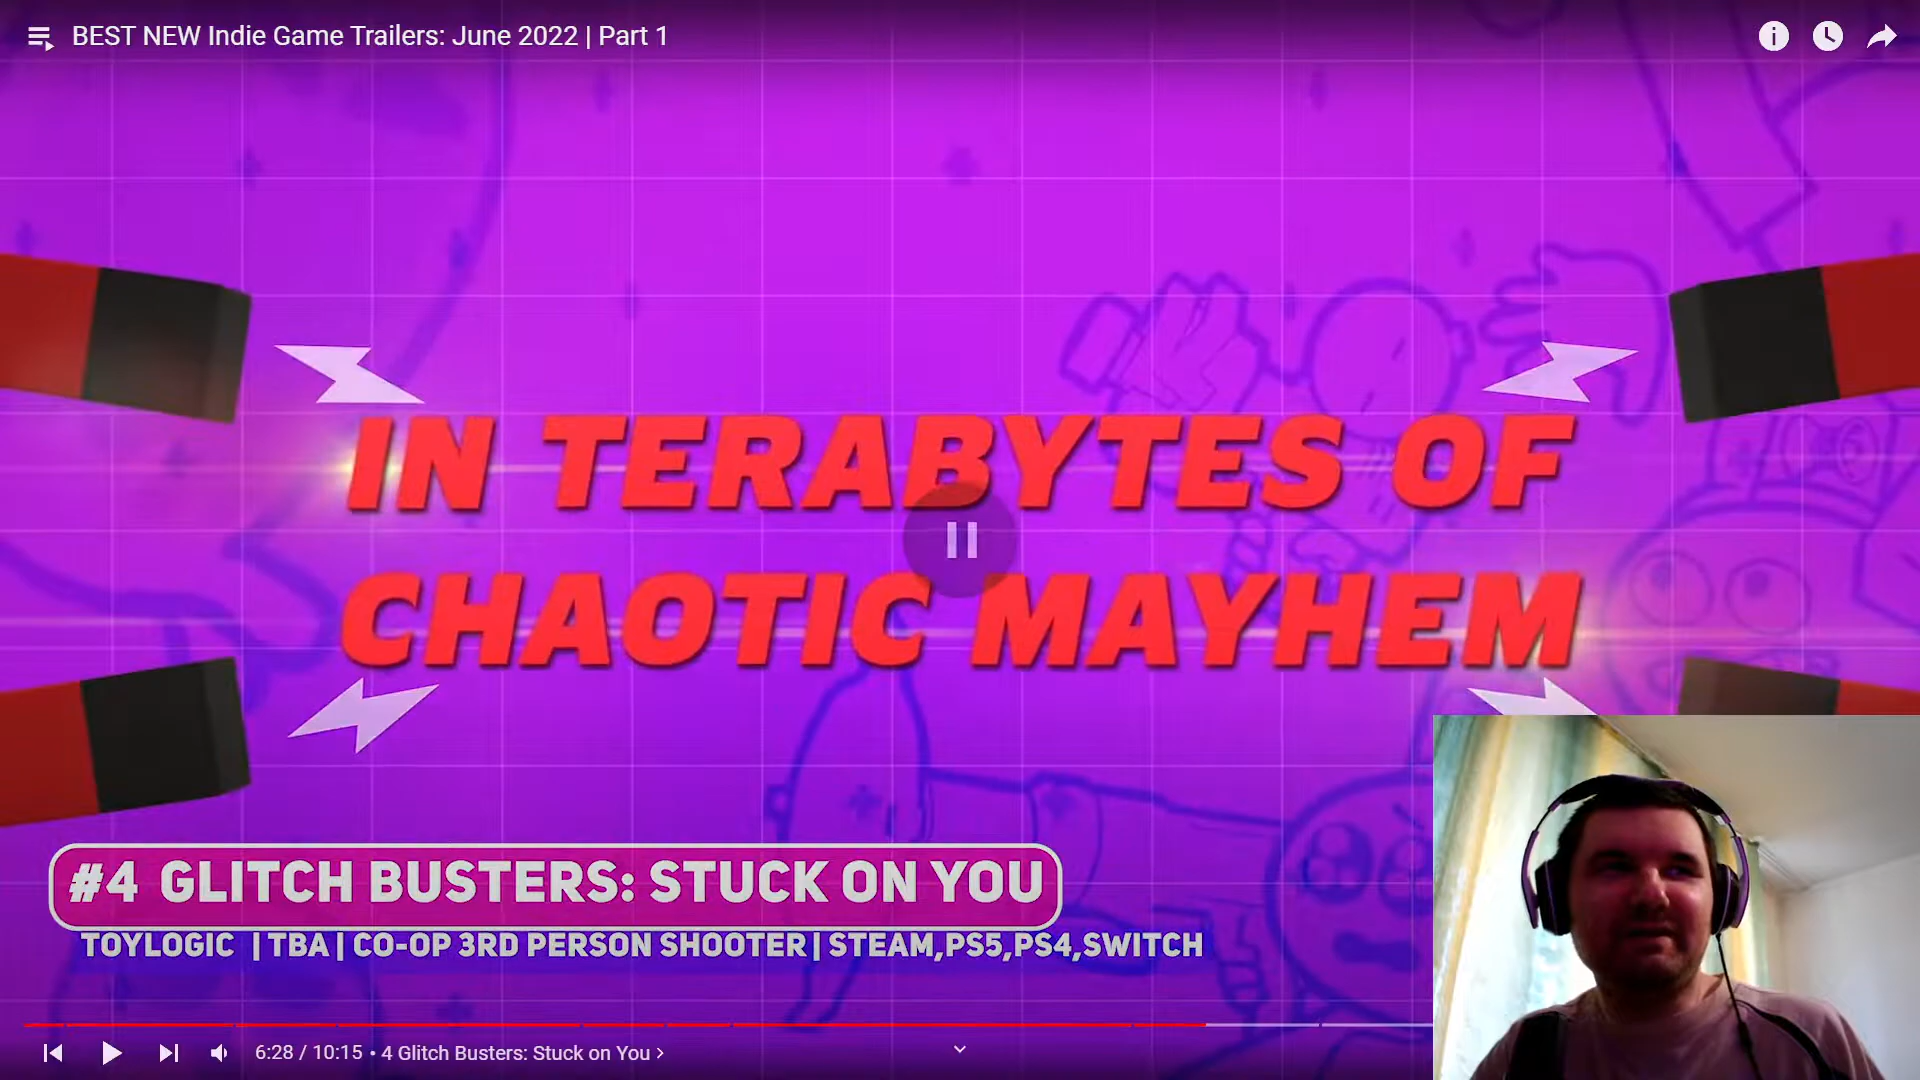 BEST NEW Indie Game Trailers: June 2022 | Part 1
IN TERABYTES OF
CHAOTIC MAYHEM
#4 GLITCH BUSTERS: STUCK ON YOU
TOYLOGIC | TBA | CO-OP 3RD PERSON SHOOTER | STEAM,PS5,PS4,SWITCH
6:28 / 10:15 • 4 Glitch Busters: Stuck on You >